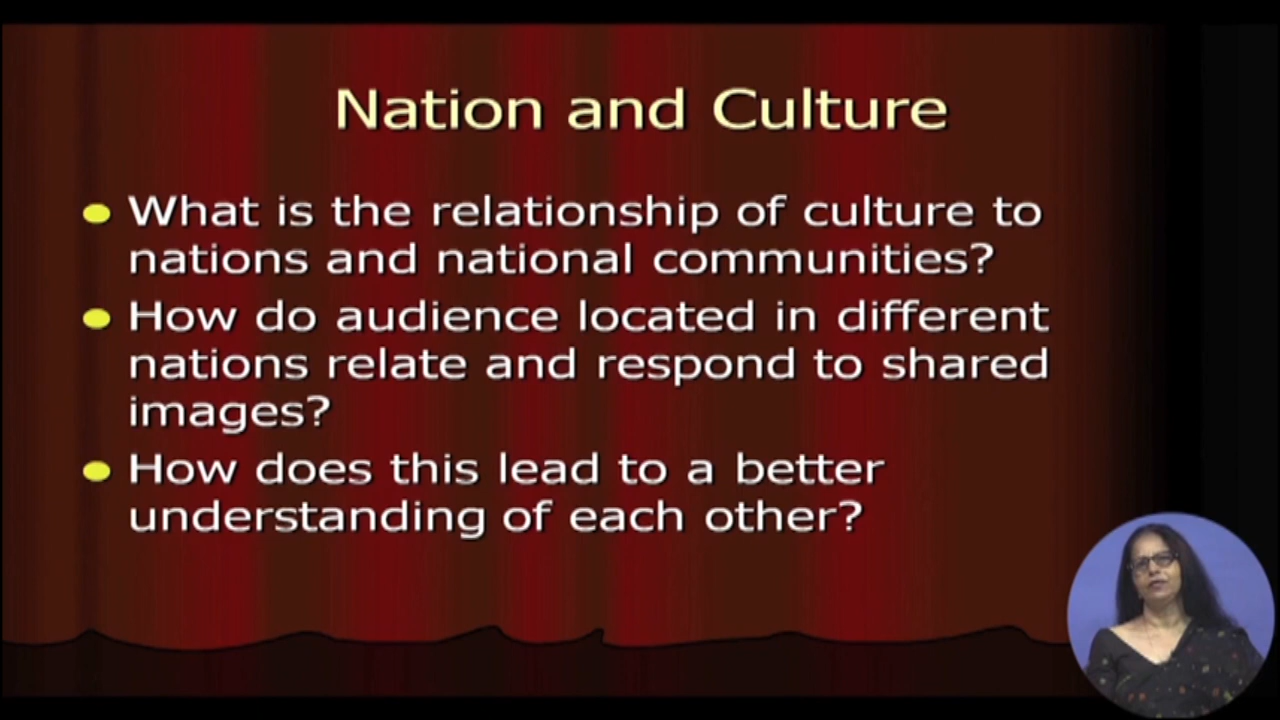 Nation and Culture
What is the relationship of culture to
nations and national communities?
How do audience located in different
nations relate and respond to shared
images?
How does this lead to a better
understanding of each other?